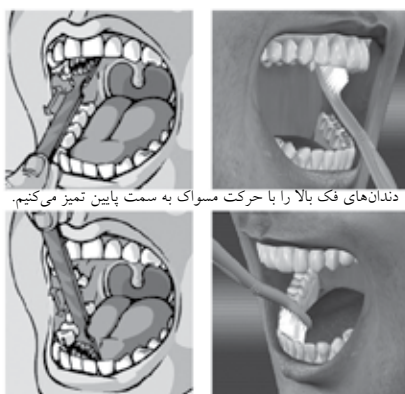 دندان‌های فک بالا را با حرکت مسواک به سمت پایین تمیز می‌کنیم.